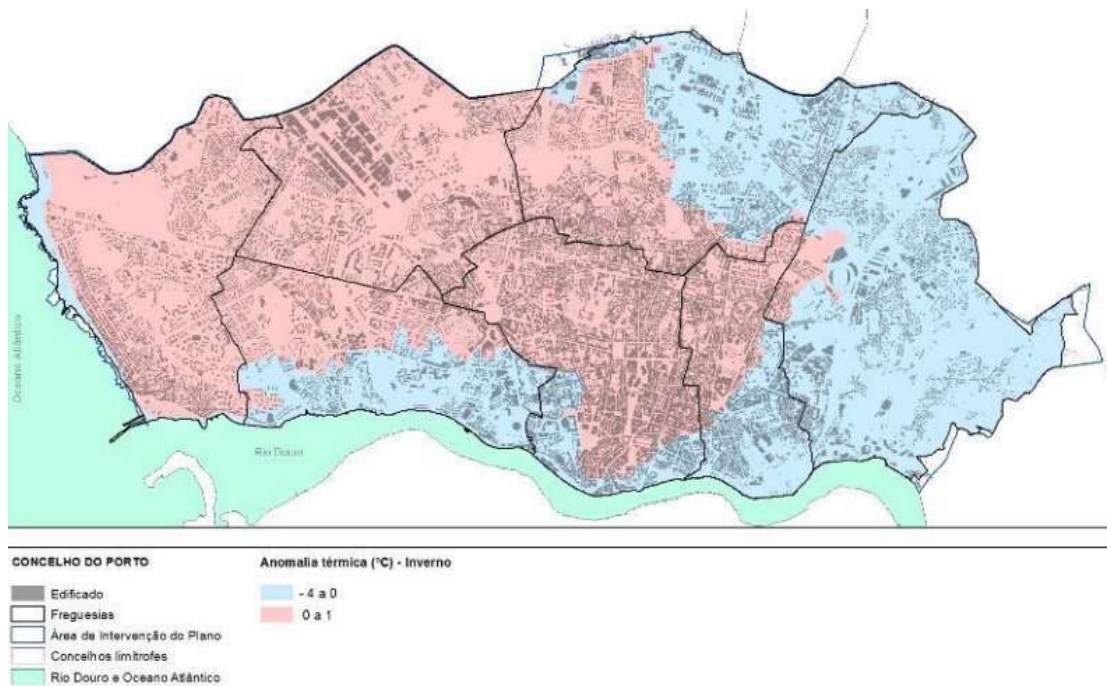 Oceano Atlântico
Rio Douro
CONCELHO DO PORTO
Edificado
Freguesias
Área de Intervenção do Plano
Concelhos limítrofes
Rio Douro e Oceano Atlântico
Anomalia térmica (°C) - Inverno
- 4 a 0
0 a 1